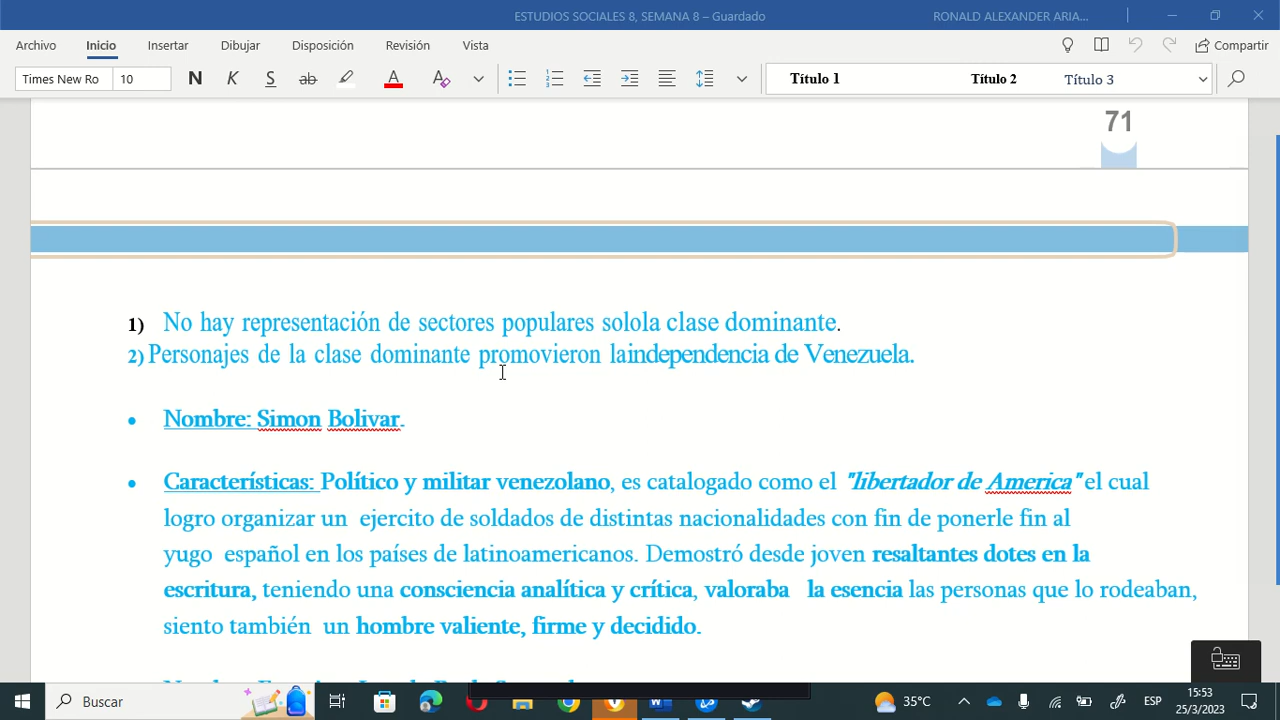 ESTUDIOS SOCIALES 8, SEMANA 8 – Guardado
RONALD ALEXANDER ARIA...
Archivo
Inicio
Insertar
Dibujar
Disposición
Revisión
Vista
Compartir
Times New Ro
10
N
K
S
ab
A
A
Título 1
Título 2
Título 3
71
1) No hay representación de sectores populares solola clase dominante.
2) Personajes de la clase dominante promovieron laindependencia de Venezuela.
• Nombre: Simon Bolivar.
• Características: Político y militar venezolano, es catalogado como el "libertador de America" el cual
logro organizar un ejercito de soldados de distintas nacionalidades con fin de ponerle fin al
yugo español en los países de latinoamericanos. Demostró desde joven resaltantes dotes en la
escritura, teniendo una consciencia analítica y crítica, valoraba la esencia las personas que lo rodeaban,
siento también un hombre valiente, firme y decidido.
Buscar
35°C
ESP
15:53
25/3/2023